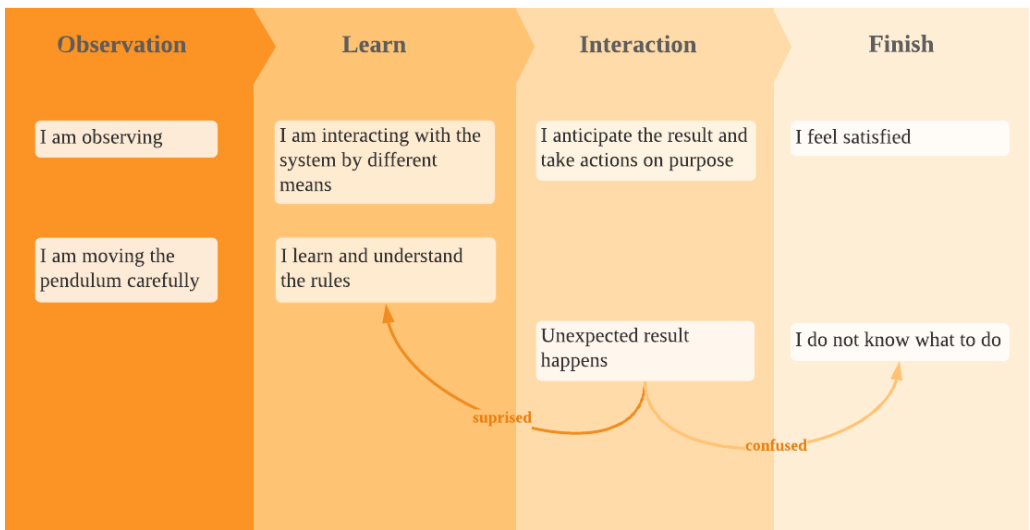 Observation
Learn
Interaction
Finish
I am observing
I am interacting with the
system by different
means
I anticipate the result and
take actions on purpose
I feel satisfied
I am moving the
pendulum carefully
I learn and understand
the rules
Unexpected result
happens
I do not know what to do
suprised
confused